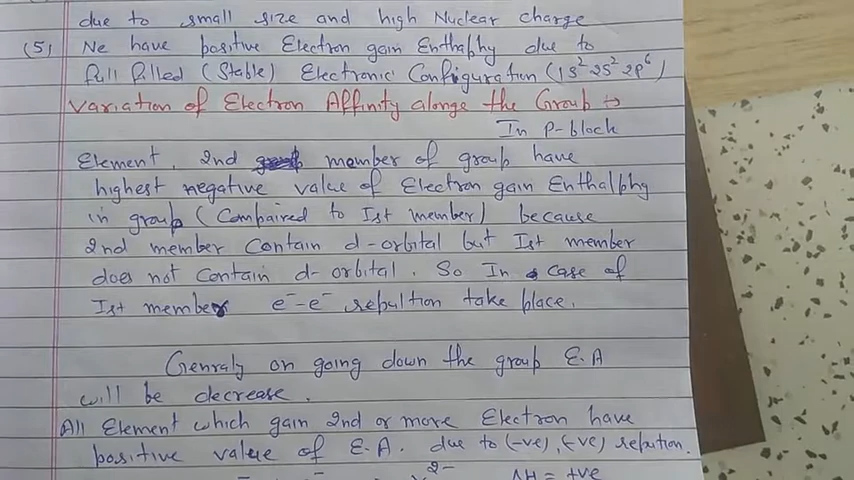 due to small size and high Nuclear charge
(5) Ne have positive Electron gain Enthalphy due to
full filled (Stable) Electronic Configuration (1S²2S²2P⁶)
Variation of Electron Affinity alonge the Group →
In P-block
Element, 2nd member of group have
highest negative value of Electron gain Enthalphy
in group (Compaired to Ist member) because
2nd member contain d-orbital but Ist member
does not contain d-orbital. So In case of
Ist member e⁻-e⁻ repultion take place.
Genraly on going down the group E.A
will be decrease.
All Element which gain 2nd or more Electron have
positive value of E.A. due to (-ve), (-ve) repution.
2- ΔH = +ve